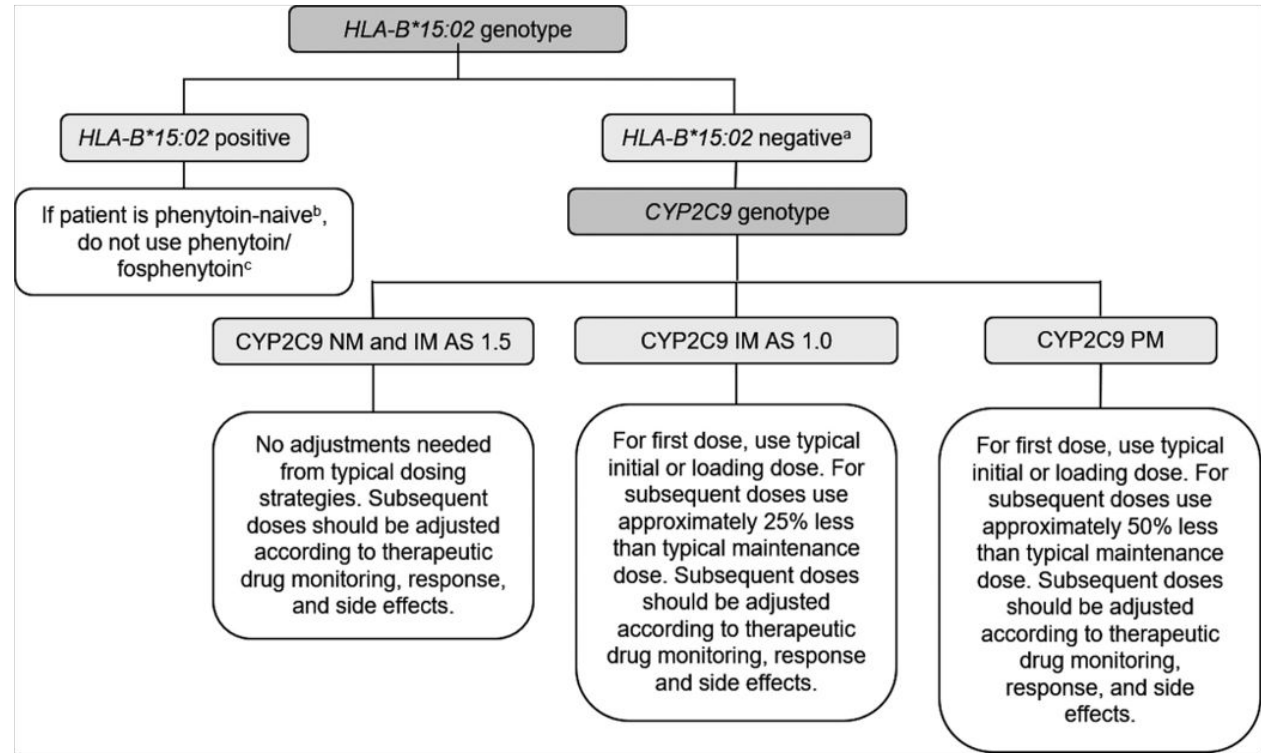 HLA-B*15:02 genotype
HLA-B*15:02 positive
HLA-B*15:02 negativeᵃ
If patient is phenytoin-naiveᵇ,
do not use phenytoin/
fosphenytoinᶜ
CYP2C9 genotype
CYP2C9 NM and IM AS 1.5
CYP2C9 IM AS 1.0
CYP2C9 PM
No adjustments needed
from typical dosing
strategies. Subsequent
doses should be adjusted
according to therapeutic
drug monitoring, response,
and side effects.
For first dose, use typical
initial or loading dose. For
subsequent doses use
approximately 25% less
than typical maintenance
dose. Subsequent doses
should be adjusted
according to therapeutic
drug monitoring, response
and side effects.
For first dose, use typical
initial or loading dose. For
subsequent doses use
approximately 50% less
than typical maintenance
dose. Subsequent doses
should be adjusted
according to therapeutic
drug monitoring,
response, and side
effects.